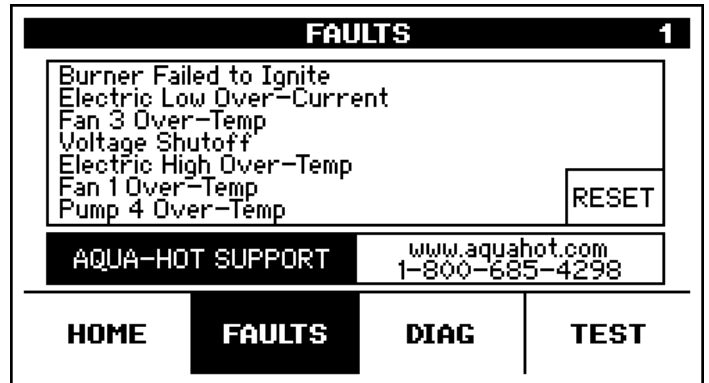 FAULTS 1
Burner Failed to Ignite
Electric Low Over-Current
Fan 3 Over-Temp
Voltage Shutoff
Electric High Over-Temp
Fan 1 Over-Temp
Pump 4 Over-Temp
RESET
AQUA-HOT SUPPORT
www.aquahot.com
1-800-685-4298
HOME FAULTS DIAG TEST